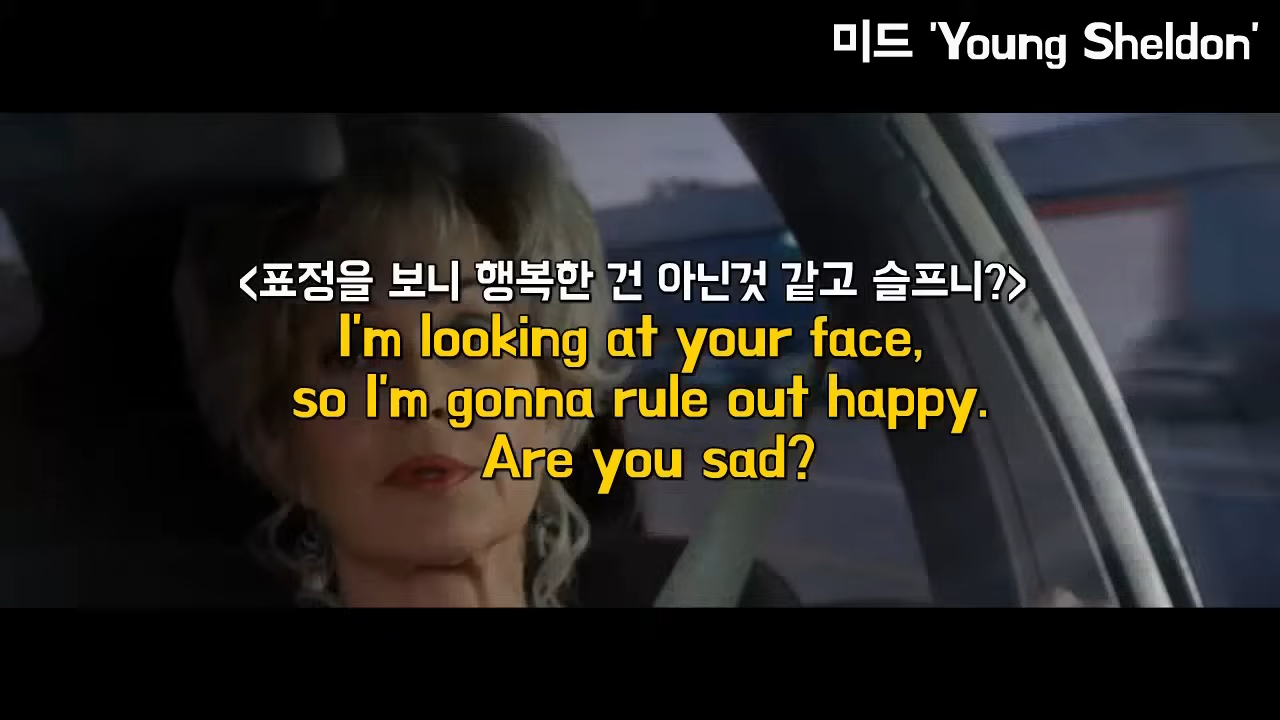 미드 'Young Sheldon'
<표정을 보니 행복한 건 아닌것 같고 슬프니?>
I'm looking at your face,
so I'm gonna rule out happy.
Are you sad?